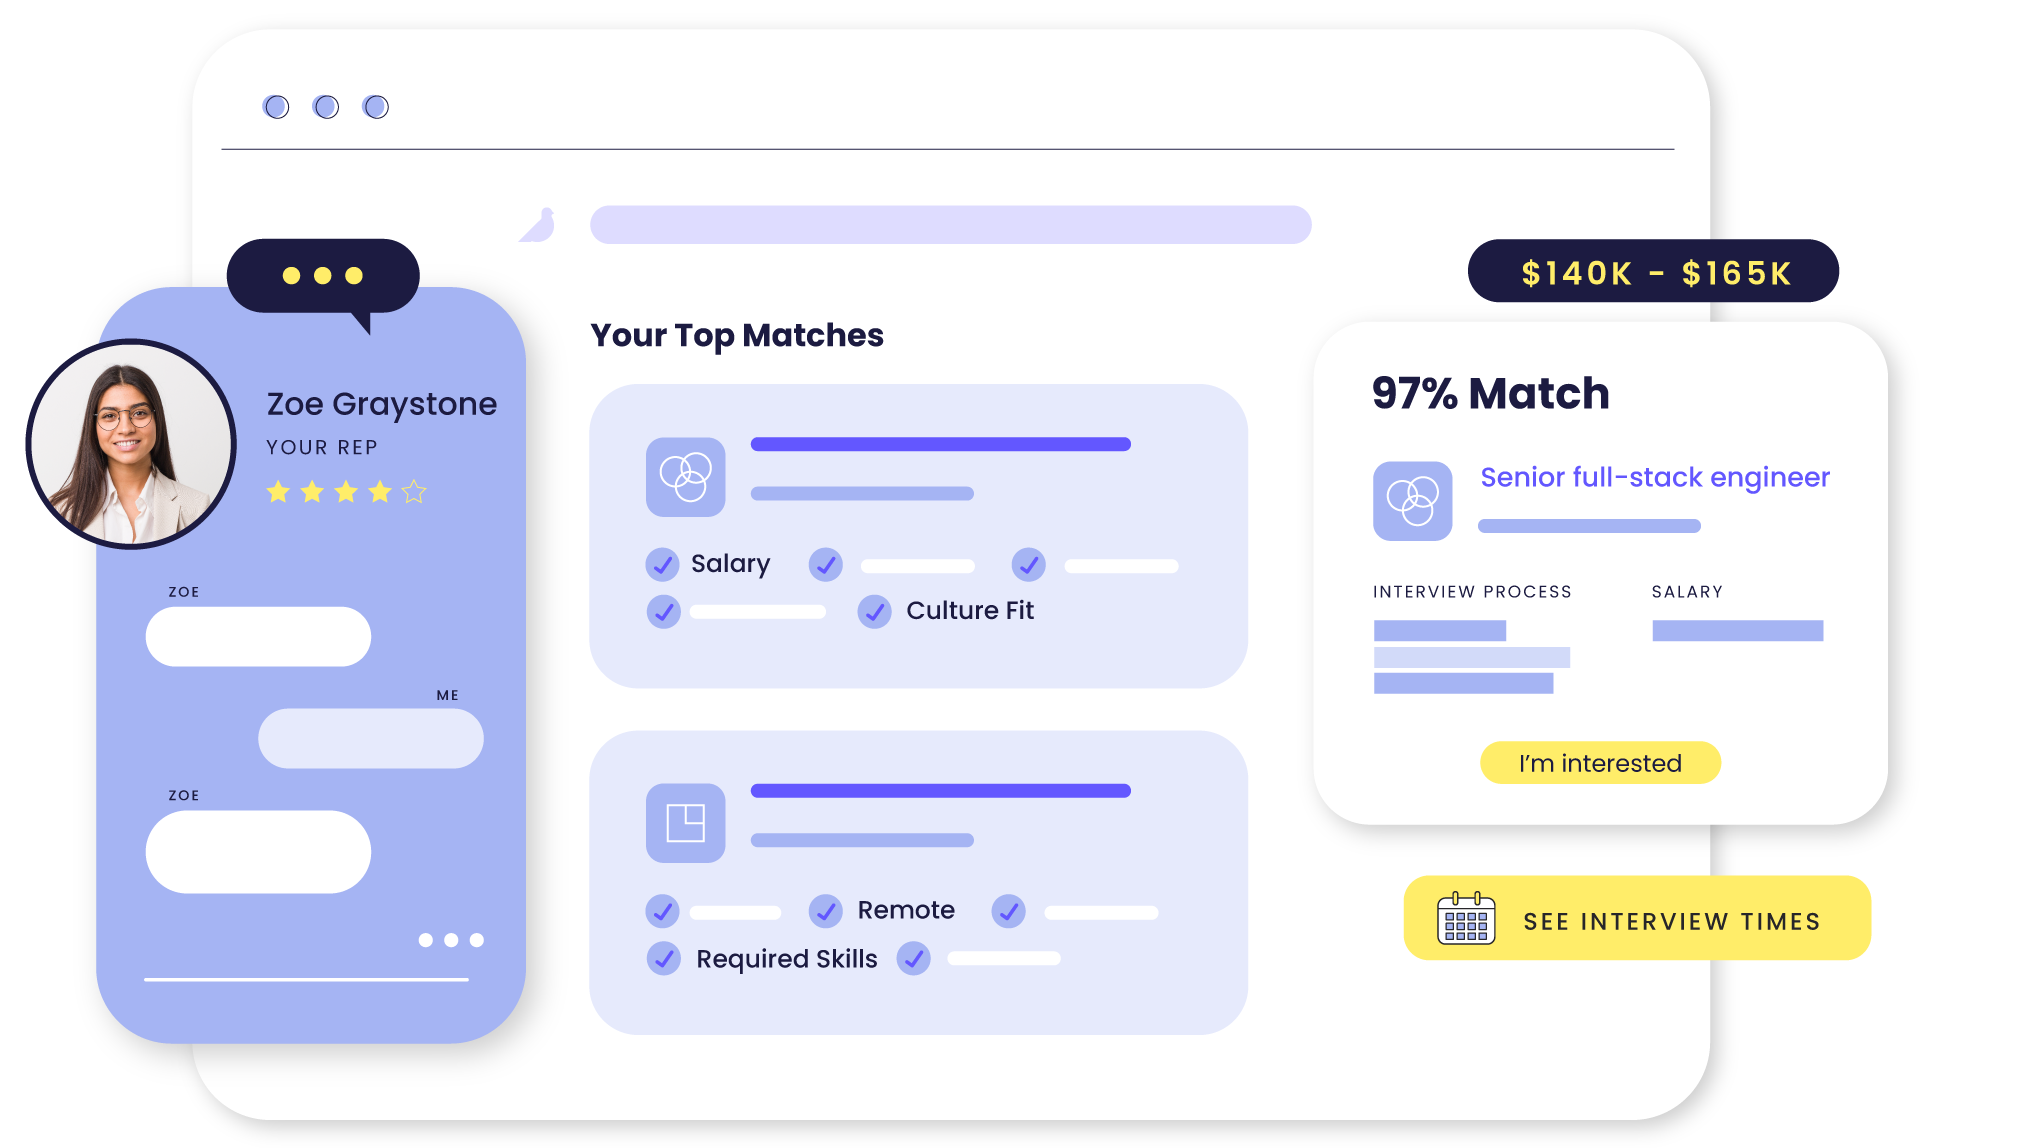 Zoe Graystone
YOUR REP
ZOE
ME
ZOE
Your Top Matches
Salary
Culture Fit
Remote
Required Skills
$140K - $165K
97% Match
Senior full-stack engineer
INTERVIEW PROCESS
SALARY
I'm interested
SEE INTERVIEW TIMES